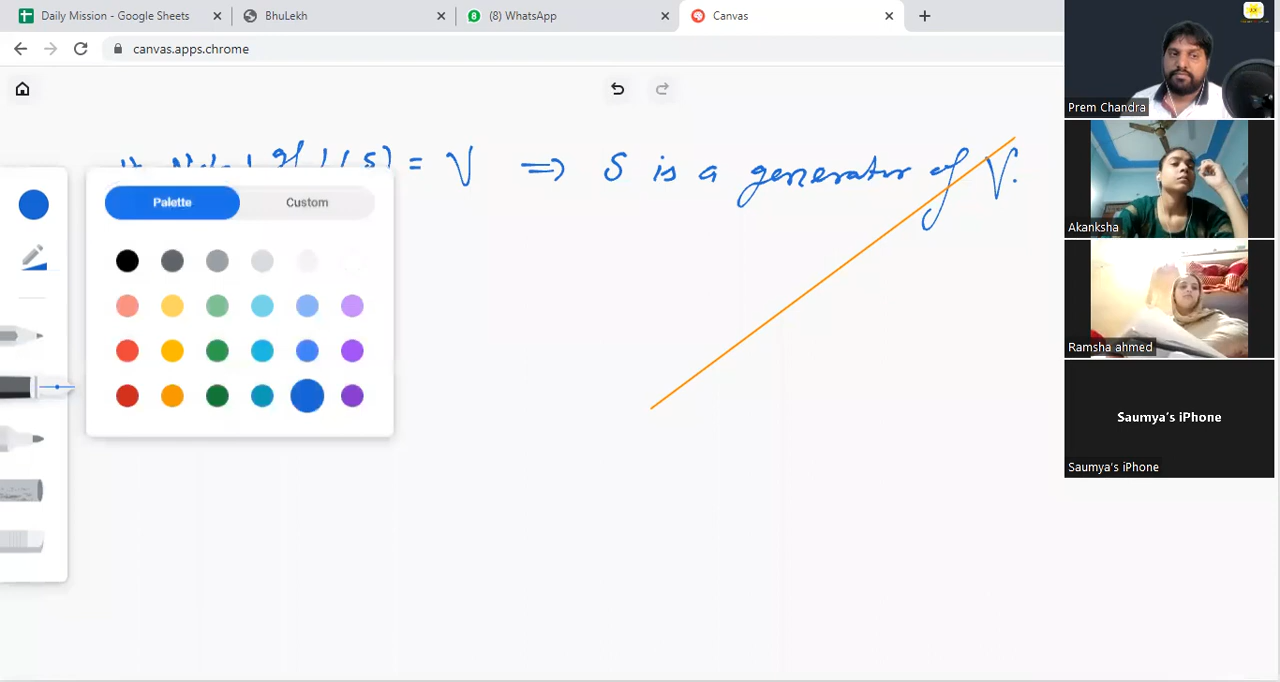 Daily Mission - Google Sheets
BhuLekh
(8) WhatsApp
Canvas
canvas.apps.chrome
if L(S) = V ⇒ S is a generator of V.
Palette
Custom
Prem Chandra
Akanksha
Ramsha ahmed
Saumya's iPhone
Saumya's iPhone